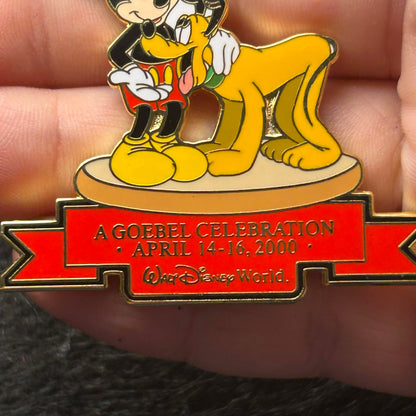 A GOEBEL CELEBRATION
· APRIL 14-16, 2000 ·
Walt Disney World.